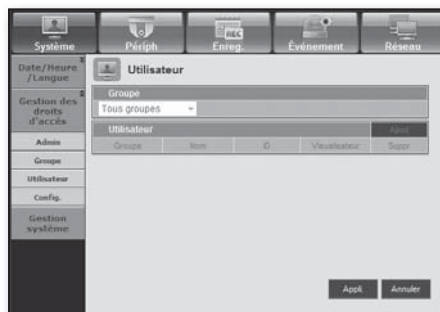 Système Périph Enreg. Événement Réseau
REC
Date/Heure
/Langue
Gestion des
droits
d'accès
Admin
Groupe
Utilisateur
Config.
Gestion
système
Utilisateur
Groupe
Tous groupes
Utilisateur Ajout
Groupe Nom ID Visualisateur Suppr
Appli Annuler